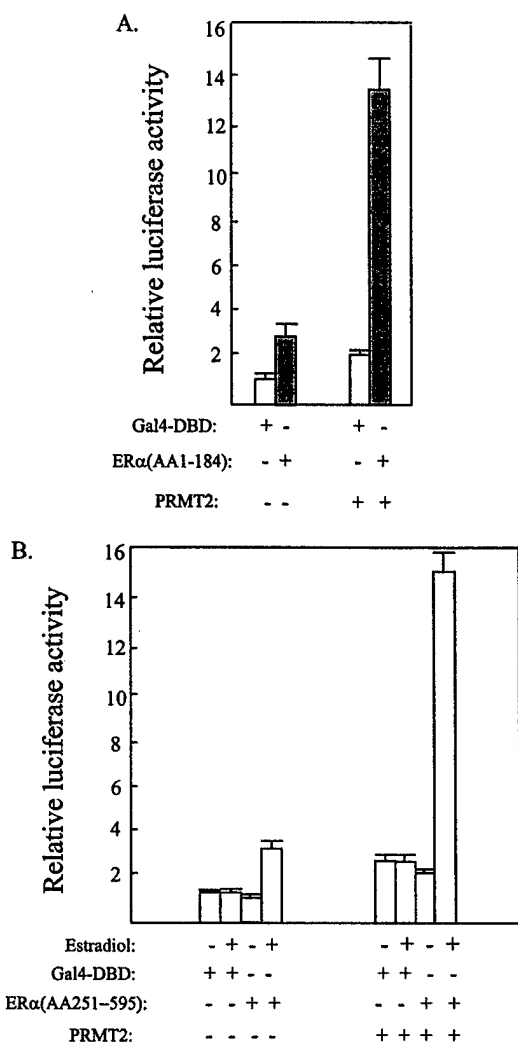 A.
Relative luciferase activity
16
14
12
10
8
6
4
2
Gal4-DBD: + - + -
ERα(AA1-184): - + - +
PRMT2: - - + +
B.
Relative luciferase activity
16
14
12
10
8
6
4
2
Estradiol: - + - + - + - +
Gal4-DBD: + + - - + + - -
ERα(AA251-595): - - + + - - + +
PRMT2: - - - - + + + +